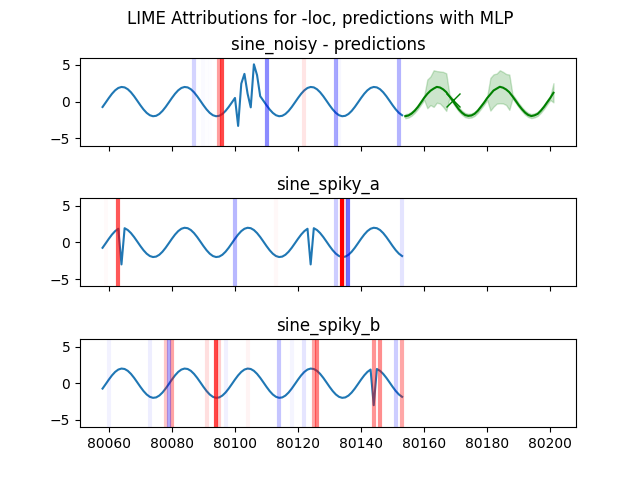 LIME Attributions for -loc, predictions with MLP
sine_noisy - predictions
5
0
−5
sine_spiky_a
5
0
−5
sine_spiky_b
5
0
−5
80060 80080 80100 80120 80140 80160 80180 80200